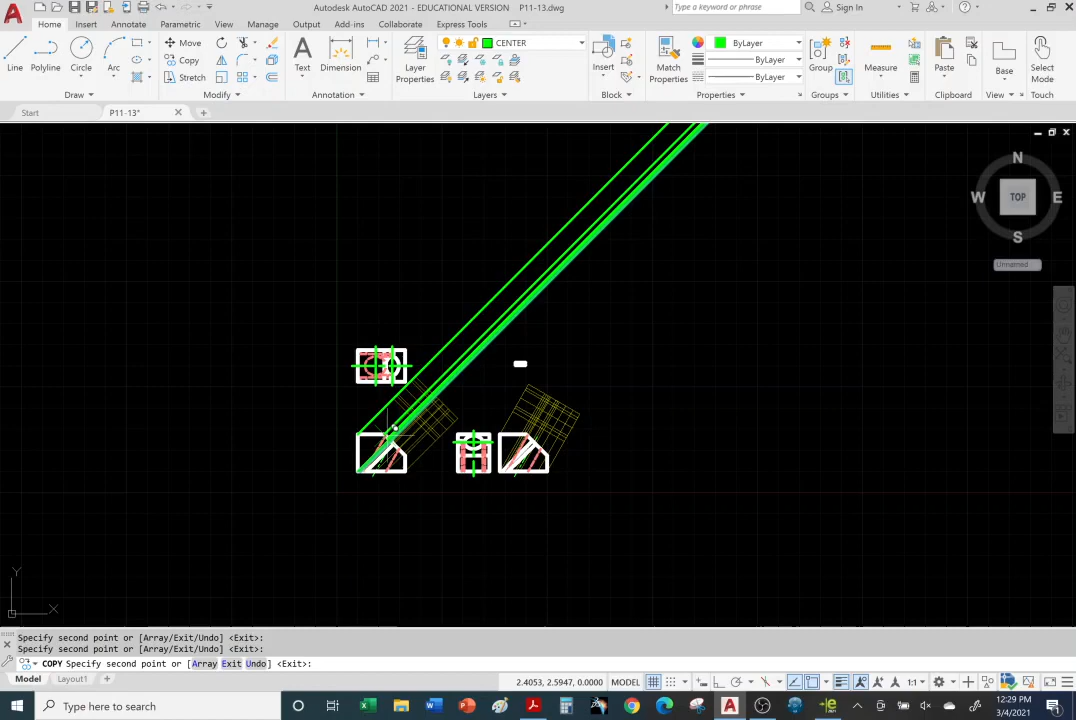 Autodesk AutoCAD 2021 - EDUCATIONAL VERSION P11-13.dwg
Type a keyword or phrase
Sign In
Home Insert Annotate Parametric View Manage Output Add-ins Collaborate Express Tools
Line Polyline Circle Arc
Move
Copy
Stretch
Text Dimension
Layer Properties
CENTER
Insert
Match Properties
ByLayer
ByLayer
ByLayer
Group Measure Paste Base Select Mode
Draw Modify Annotation Layers Block Properties Groups Utilities Clipboard View Touch
Start P11-13*
N
W TOP E
S
Unnamed
Y
X
Specify second point or [Array/Exit/Undo] <Exit>:
Specify second point or [Array/Exit/Undo] <Exit>:
COPY Specify second point or [Array Exit Undo] <Exit>:
Model Layout1
2.4053, 2.5947, 0.0000 MODEL 1:1
Type here to search
12:29 PM
3/4/2021